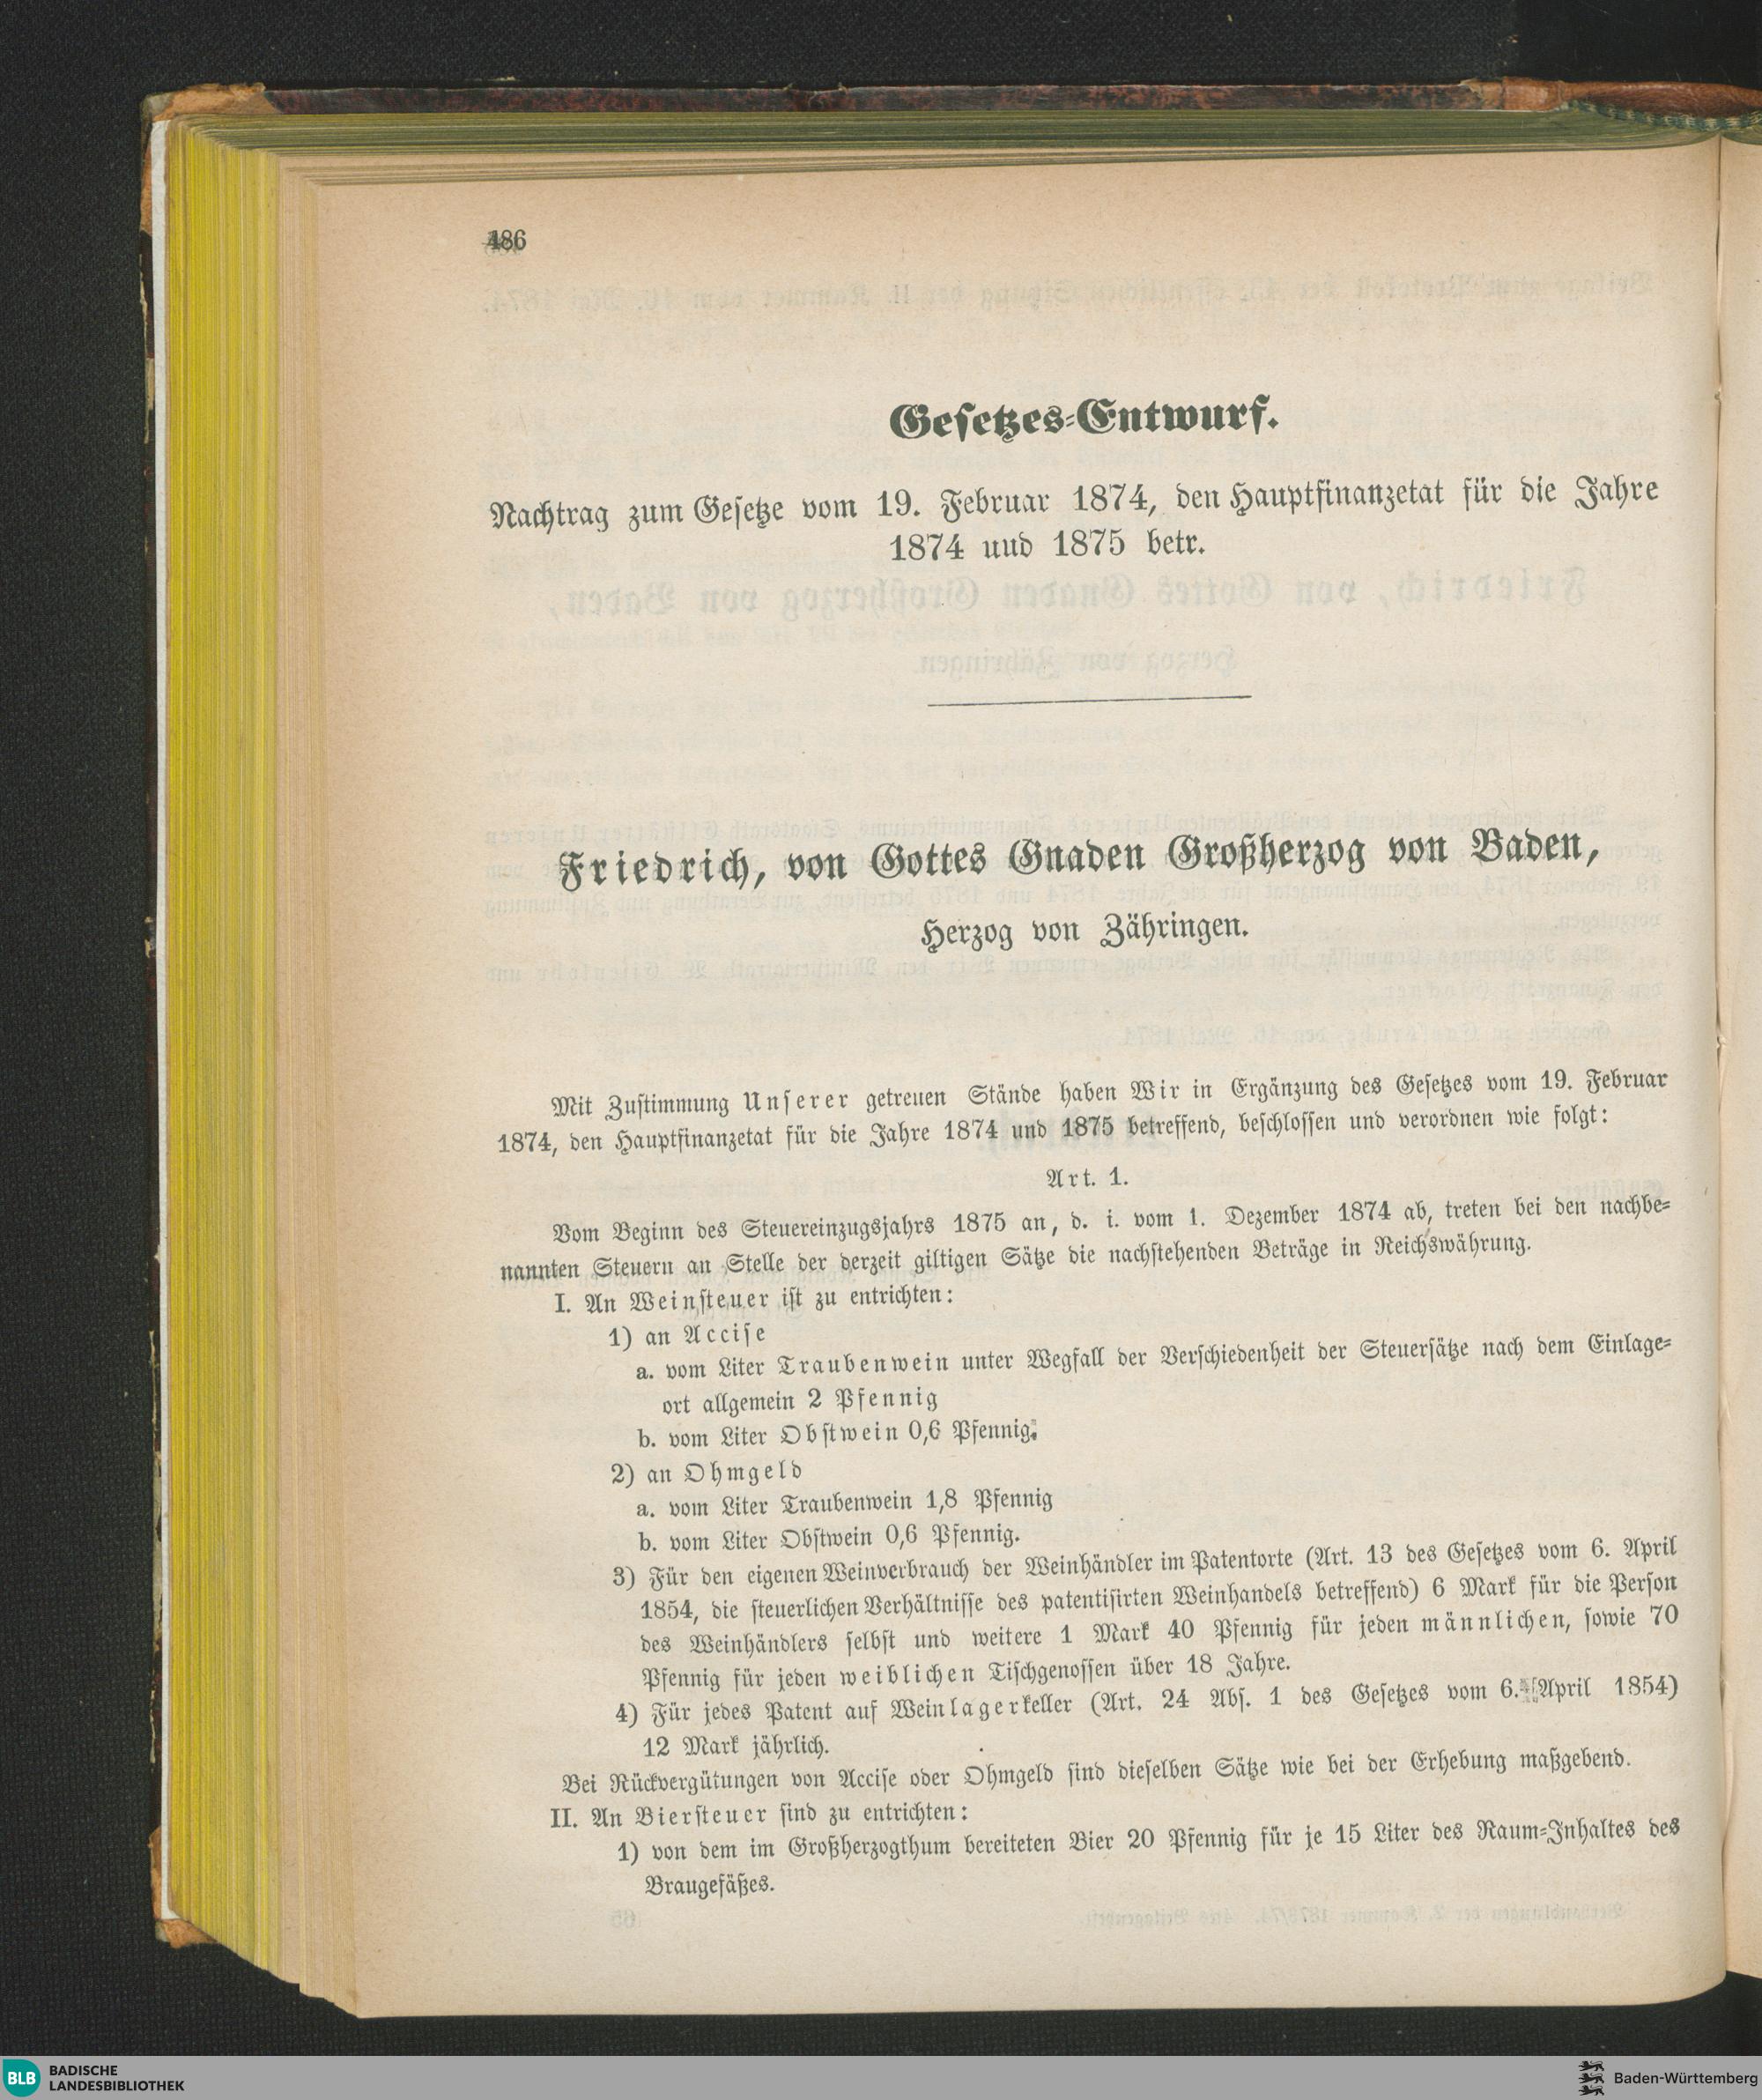 486
Gesetzes-Entwurf.
Nachtrag zum Gesetze vom 19. Februar 1874, den Hauptfinanzetat für die Jahre
1874 und 1875 betr.
Friedrich, von Gottes Gnaden Großherzog von Baden,
Herzog von Zähringen.
Mit Zustimmung Unserer getreuen Stände haben Wir in Ergänzung des Gesetzes vom 19. Februar
1874, den Hauptfinanzetat für die Jahre 1874 und 1875 betreffend, beschlossen und verordnen wie folgt:
Art. 1.
Vom Beginn des Steuereinzugsjahrs 1875 an, d. i. vom 1. Dezember 1874 ab, treten bei den nachbe-
nannten Steuern an Stelle der derzeit giltigen Sätze die nachstehenden Beträge in Reichswährung.
I. An Weinsteuer ist zu entrichten:
1) an Accise
a. vom Liter Traubenwein unter Wegfall der Verschiedenheit der Steuersätze nach dem Einlage-
ort allgemein 2 Pfennig
b. vom Liter Obstwein 0,6 Pfennig.
2) an Ohmgeld
a. vom Liter Traubenwein 1,8 Pfennig
b. vom Liter Obstwein 0,6 Pfennig.
3) Für den eigenen Weinverbrauch der Weinhändler im Patentorte (Art. 13 des Gesetzes vom 6. April
1854, die steuerlichen Verhältnisse des patentisirten Weinhandels betreffend) 6 Mark für die Person
des Weinhändlers selbst und weitere 1 Mark 40 Pfennig für jeden männlichen, sowie 70
Pfennig für jeden weiblichen Tischgenossen über 18 Jahre.
4) Für jedes Patent auf Weinlagerkeller (Art. 24 Abs. 1 des Gesetzes vom 6. April 1854)
12 Mark jährlich.
Bei Rückvergütungen von Accise oder Ohmgeld sind dieselben Sätze wie bei der Erhebung maßgebend.
II. An Biersteuer sind zu entrichten:
1) von dem im Großherzogthum bereiteten Bier 20 Pfennig für je 15 Liter des Raum-Inhaltes des
Braugefäßes.
BLB BADISCHE
LANDESBIBLIOTHEK
Baden-Württemberg